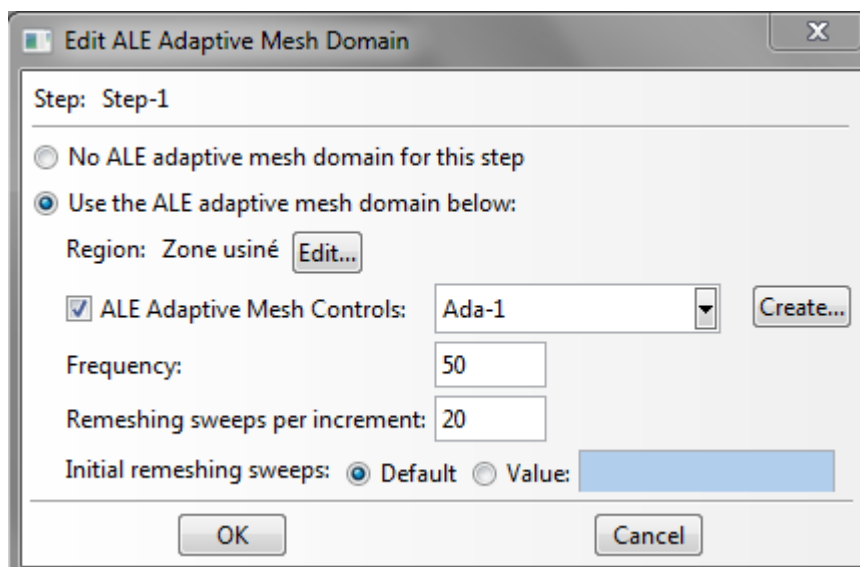 Edit ALE Adaptive Mesh Domain
Step: Step-1
No ALE adaptive mesh domain for this step
Use the ALE adaptive mesh domain below:
Region: Zone usiné Edit...
ALE Adaptive Mesh Controls: Ada-1 Create...
Frequency: 50
Remeshing sweeps per increment: 20
Initial remeshing sweeps: Default Value:
OK Cancel